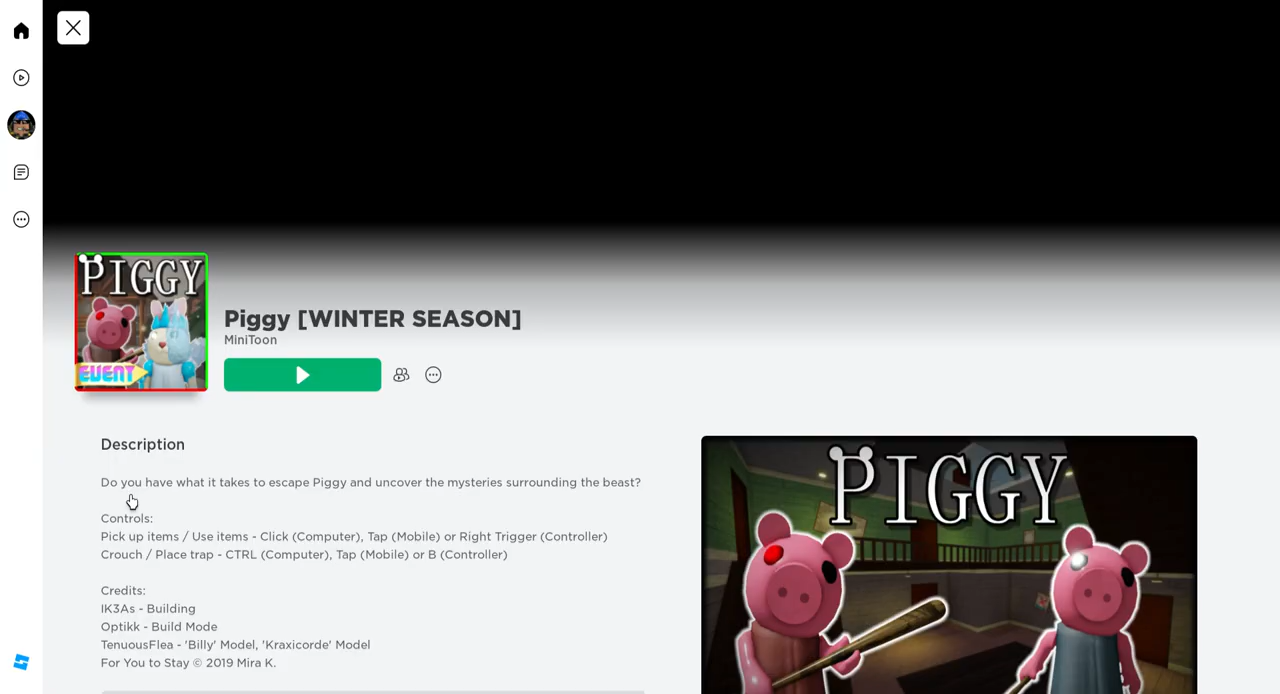 PIGGY
EVENT
Piggy [WINTER SEASON]
MiniToon
Description
Do you have what it takes to escape Piggy and uncover the mysteries surrounding the beast?
Controls:
Pick up items / Use items - Click (Computer), Tap (Mobile) or Right Trigger (Controller)
Crouch / Place trap - CTRL (Computer), Tap (Mobile) or B (Controller)
Credits:
IK3As - Building
Optikk - Build Mode
TenuousFlea - 'Billy' Model, 'Kraxicorde' Model
For You to Stay © 2019 Mira K.
PIGGY